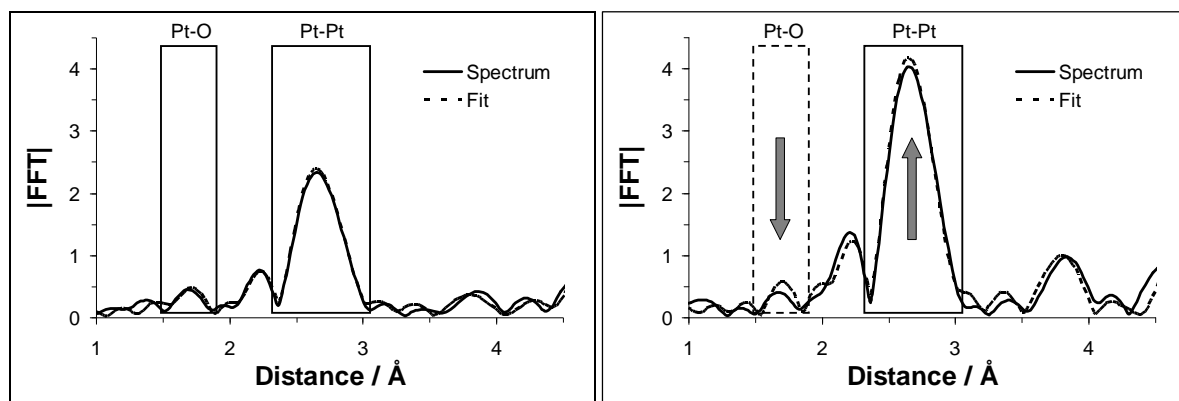 Pt-O Pt-Pt
4
3
2
1
0
|FFT|
Spectrum
Fit
1 2 3 4
Distance / Å
Pt-O Pt-Pt
4
3
2
1
0
|FFT|
Spectrum
Fit
1 2 3 4
Distance / Å